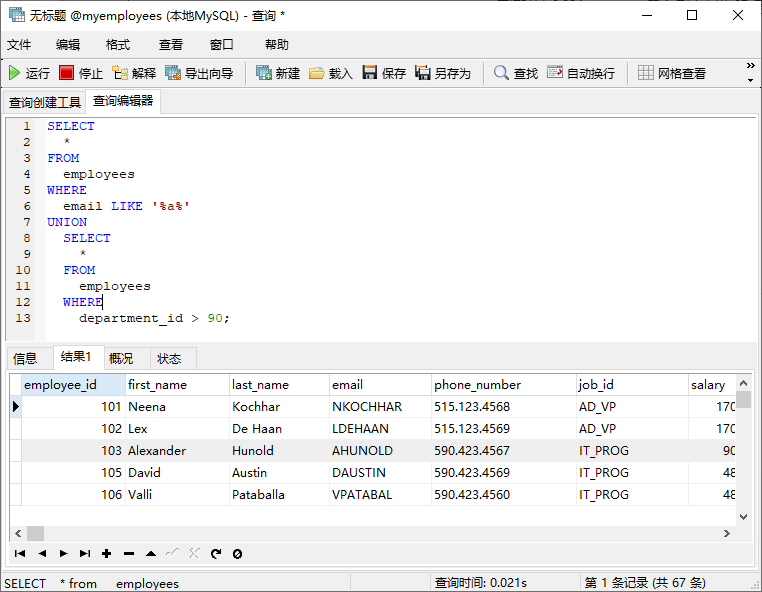 无标题 @myemployees (本地MySQL) - 查询 *
文件 编辑 格式 查看 窗口 帮助
运行 停止 解释 导出向导 新建 载入 保存 另存为 查找 自动换行 网格查看 »
查询创建工具 查询编辑器
1 SELECT
2 *
3 FROM
4 employees
5 WHERE
6 email LIKE '%a%'
7 UNION
8 SELECT
9 *
10 FROM
11 employees
12 WHERE
13 department_id > 90;
信息 结果1 概况 状态
employee_id first_name last_name email phone_number job_id salary
101 Neena Kochhar NKOCHHAR 515.123.4568 AD_VP 170
102 Lex De Haan LDEHAAN 515.123.4569 AD_VP 170
103 Alexander Hunold AHUNOLD 590.423.4567 IT_PROG 90
105 David Austin DAUSTIN 590.423.4569 IT_PROG 48
106 Valli Pataballa VPATABAL 590.423.4560 IT_PROG 48
SELECT * from employees 查询时间: 0.021s 第 1 条记录 (共 67 条)